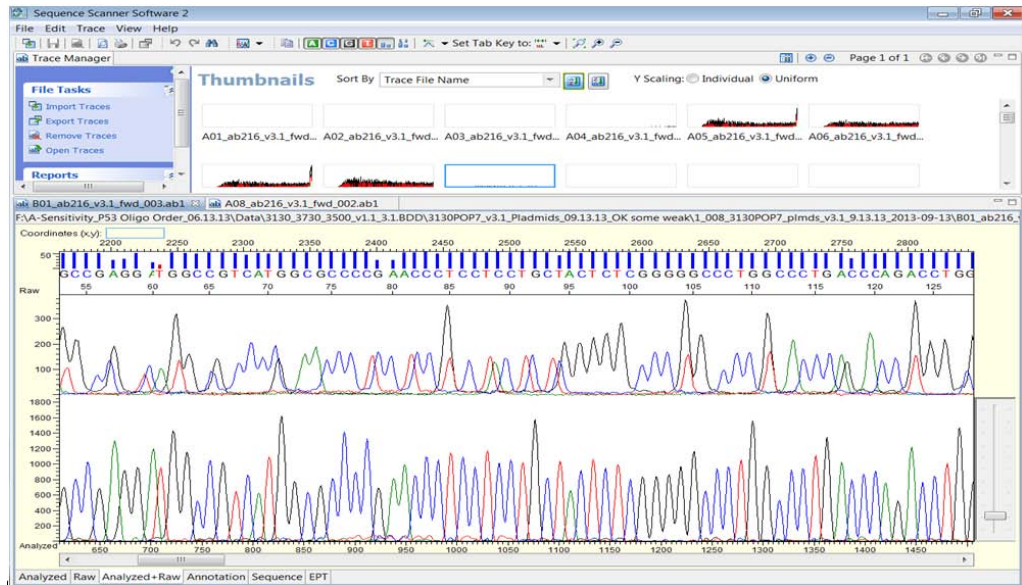 Sequence Scanner Software 2
File Edit Trace View Help
A C G T Set Tab Key to:
Trace Manager Page 1 of 1
File Tasks
Import Traces
Export Traces
Remove Traces
Open Traces
Reports
Thumbnails Sort By Trace File Name Y Scaling: Individual Uniform
A01_ab216_v3.1_fwd... A02_ab216_v3.1_fwd... A03_ab216_v3.1_fwd... A04_ab216_v3.1_fwd... A05_ab216_v3.1_fwd... A06_ab216_v3.1_fwd...
B01_ab216_v3.1_fwd_003.ab1 A08_ab216_v3.1_fwd_002.ab1
F:\A-Sensitivity_P53 Oligo Order_06.13.13\Data\3130_3730_3500_v1.1_3.1.BDD\3130POP7_v3.1_Pladmids_09.13.13_OK some weak\1_008_3130POP7_plmds_v3.1_9.13.13_2013-09-13\B01_ab216_
Coordinates (x,y):
2200 2250 2300 2350 2400 2450 2500 2550 2600 2650 2700 2750 2800
50
GCCGAGGATGGCCGTCATGGCGCCCCGAACCCTCCTCCTGCTACTCTCGGGGGCCCTGGCCCTGACCCAGACCTGG
55 60 65 70 75 80 85 90 95 100 105 110 115 120 125
Raw
300
200
100
1800
1600
1400
1200
1000
800
600
400
200
Analyzed
650 700 750 800 850 900 950 1000 1050 1100 1150 1200 1250 1300 1350 1400 1450
Analyzed Raw Analyzed+Raw Annotation Sequence EPT